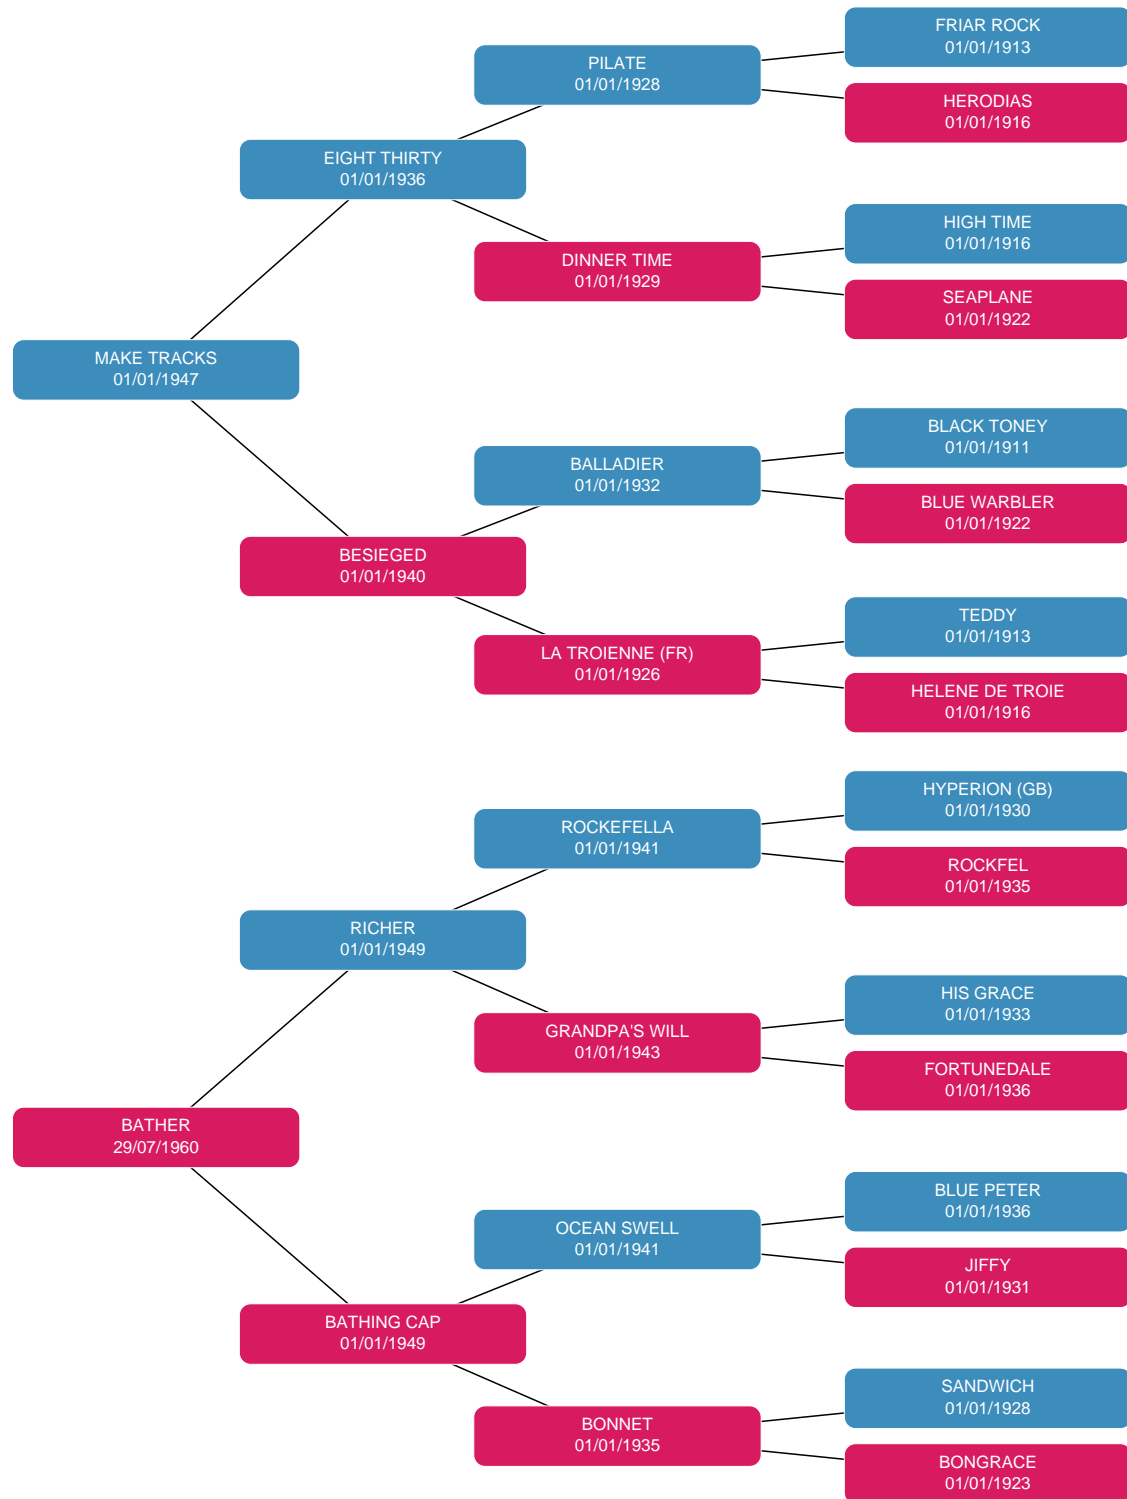 FRIAR ROCK
01/01/1913
PILATE
01/01/1928
HERODIAS
01/01/1916
EIGHT THIRTY
01/01/1936
HIGH TIME
01/01/1916
DINNER TIME
01/01/1929
SEAPLANE
01/01/1922
MAKE TRACKS
01/01/1947
BLACK TONEY
01/01/1911
BALLADIER
01/01/1932
BLUE WARBLER
01/01/1922
BESIEGED
01/01/1940
TEDDY
01/01/1913
LA TROIENNE (FR)
01/01/1926
HELENE DE TROIE
01/01/1916
HYPERION (GB)
01/01/1930
ROCKEFELLA
01/01/1941
ROCKFEL
01/01/1935
RICHER
01/01/1949
HIS GRACE
01/01/1933
GRANDPA'S WILL
01/01/1943
FORTUNEDALE
01/01/1936
BATHER
29/07/1960
BLUE PETER
01/01/1936
OCEAN SWELL
01/01/1941
JIFFY
01/01/1931
BATHING CAP
01/01/1949
SANDWICH
01/01/1928
BONNET
01/01/1935
BONGRACE
01/01/1923